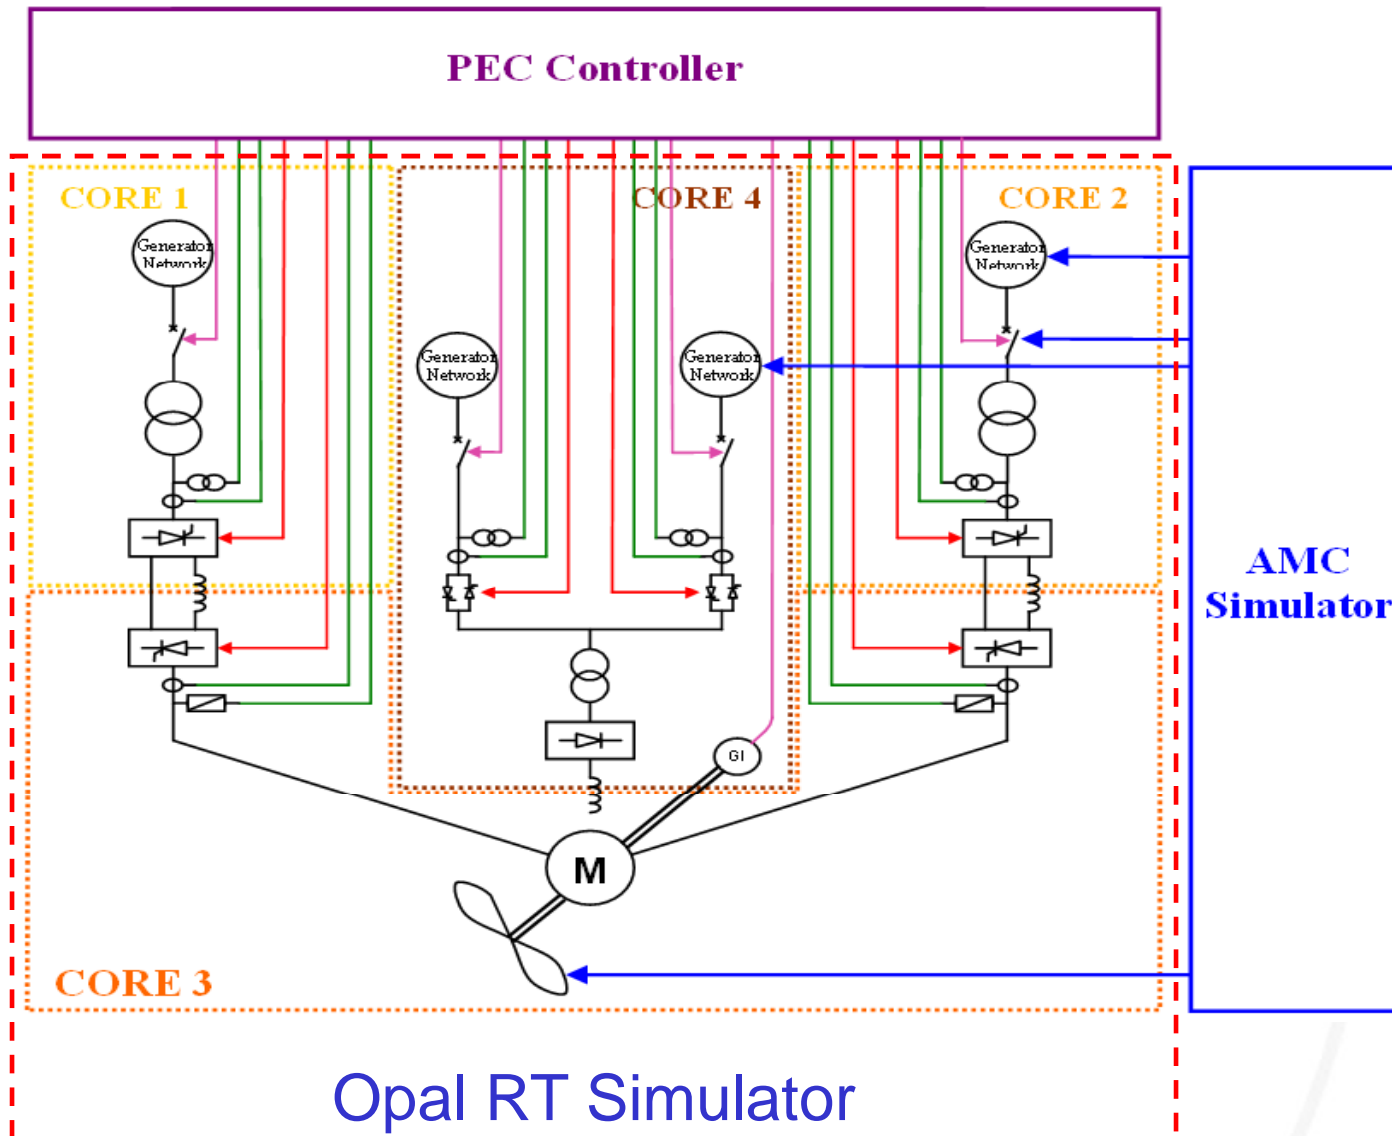 PEC Controller
CORE 1
CORE 4
CORE 2
Generator
Network
Generator
Network
Generator
Network
Generator
Network
AMC
Simulator
GI
M
CORE 3
Opal RT Simulator